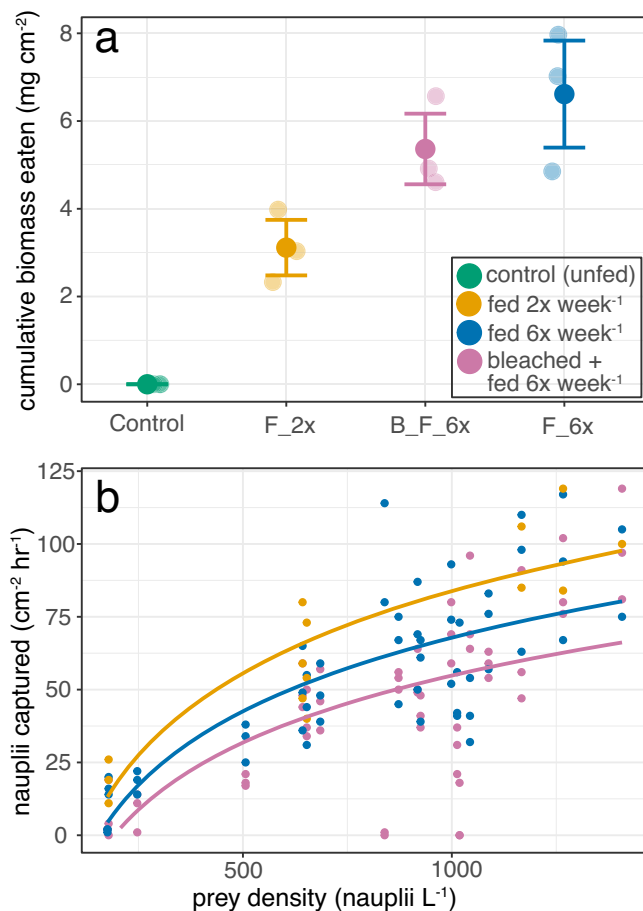 a
cumulative biomass eaten (mg cm⁻²)
8
6
4
2
0
control (unfed)
fed 2x week⁻¹
fed 6x week⁻¹
bleached +
fed 6x week⁻¹
Control F_2x B_F_6x F_6x
b
nauplii captured (cm⁻² hr⁻¹)
125
100
75
50
25
0
500 1000
prey density (nauplii L⁻¹)